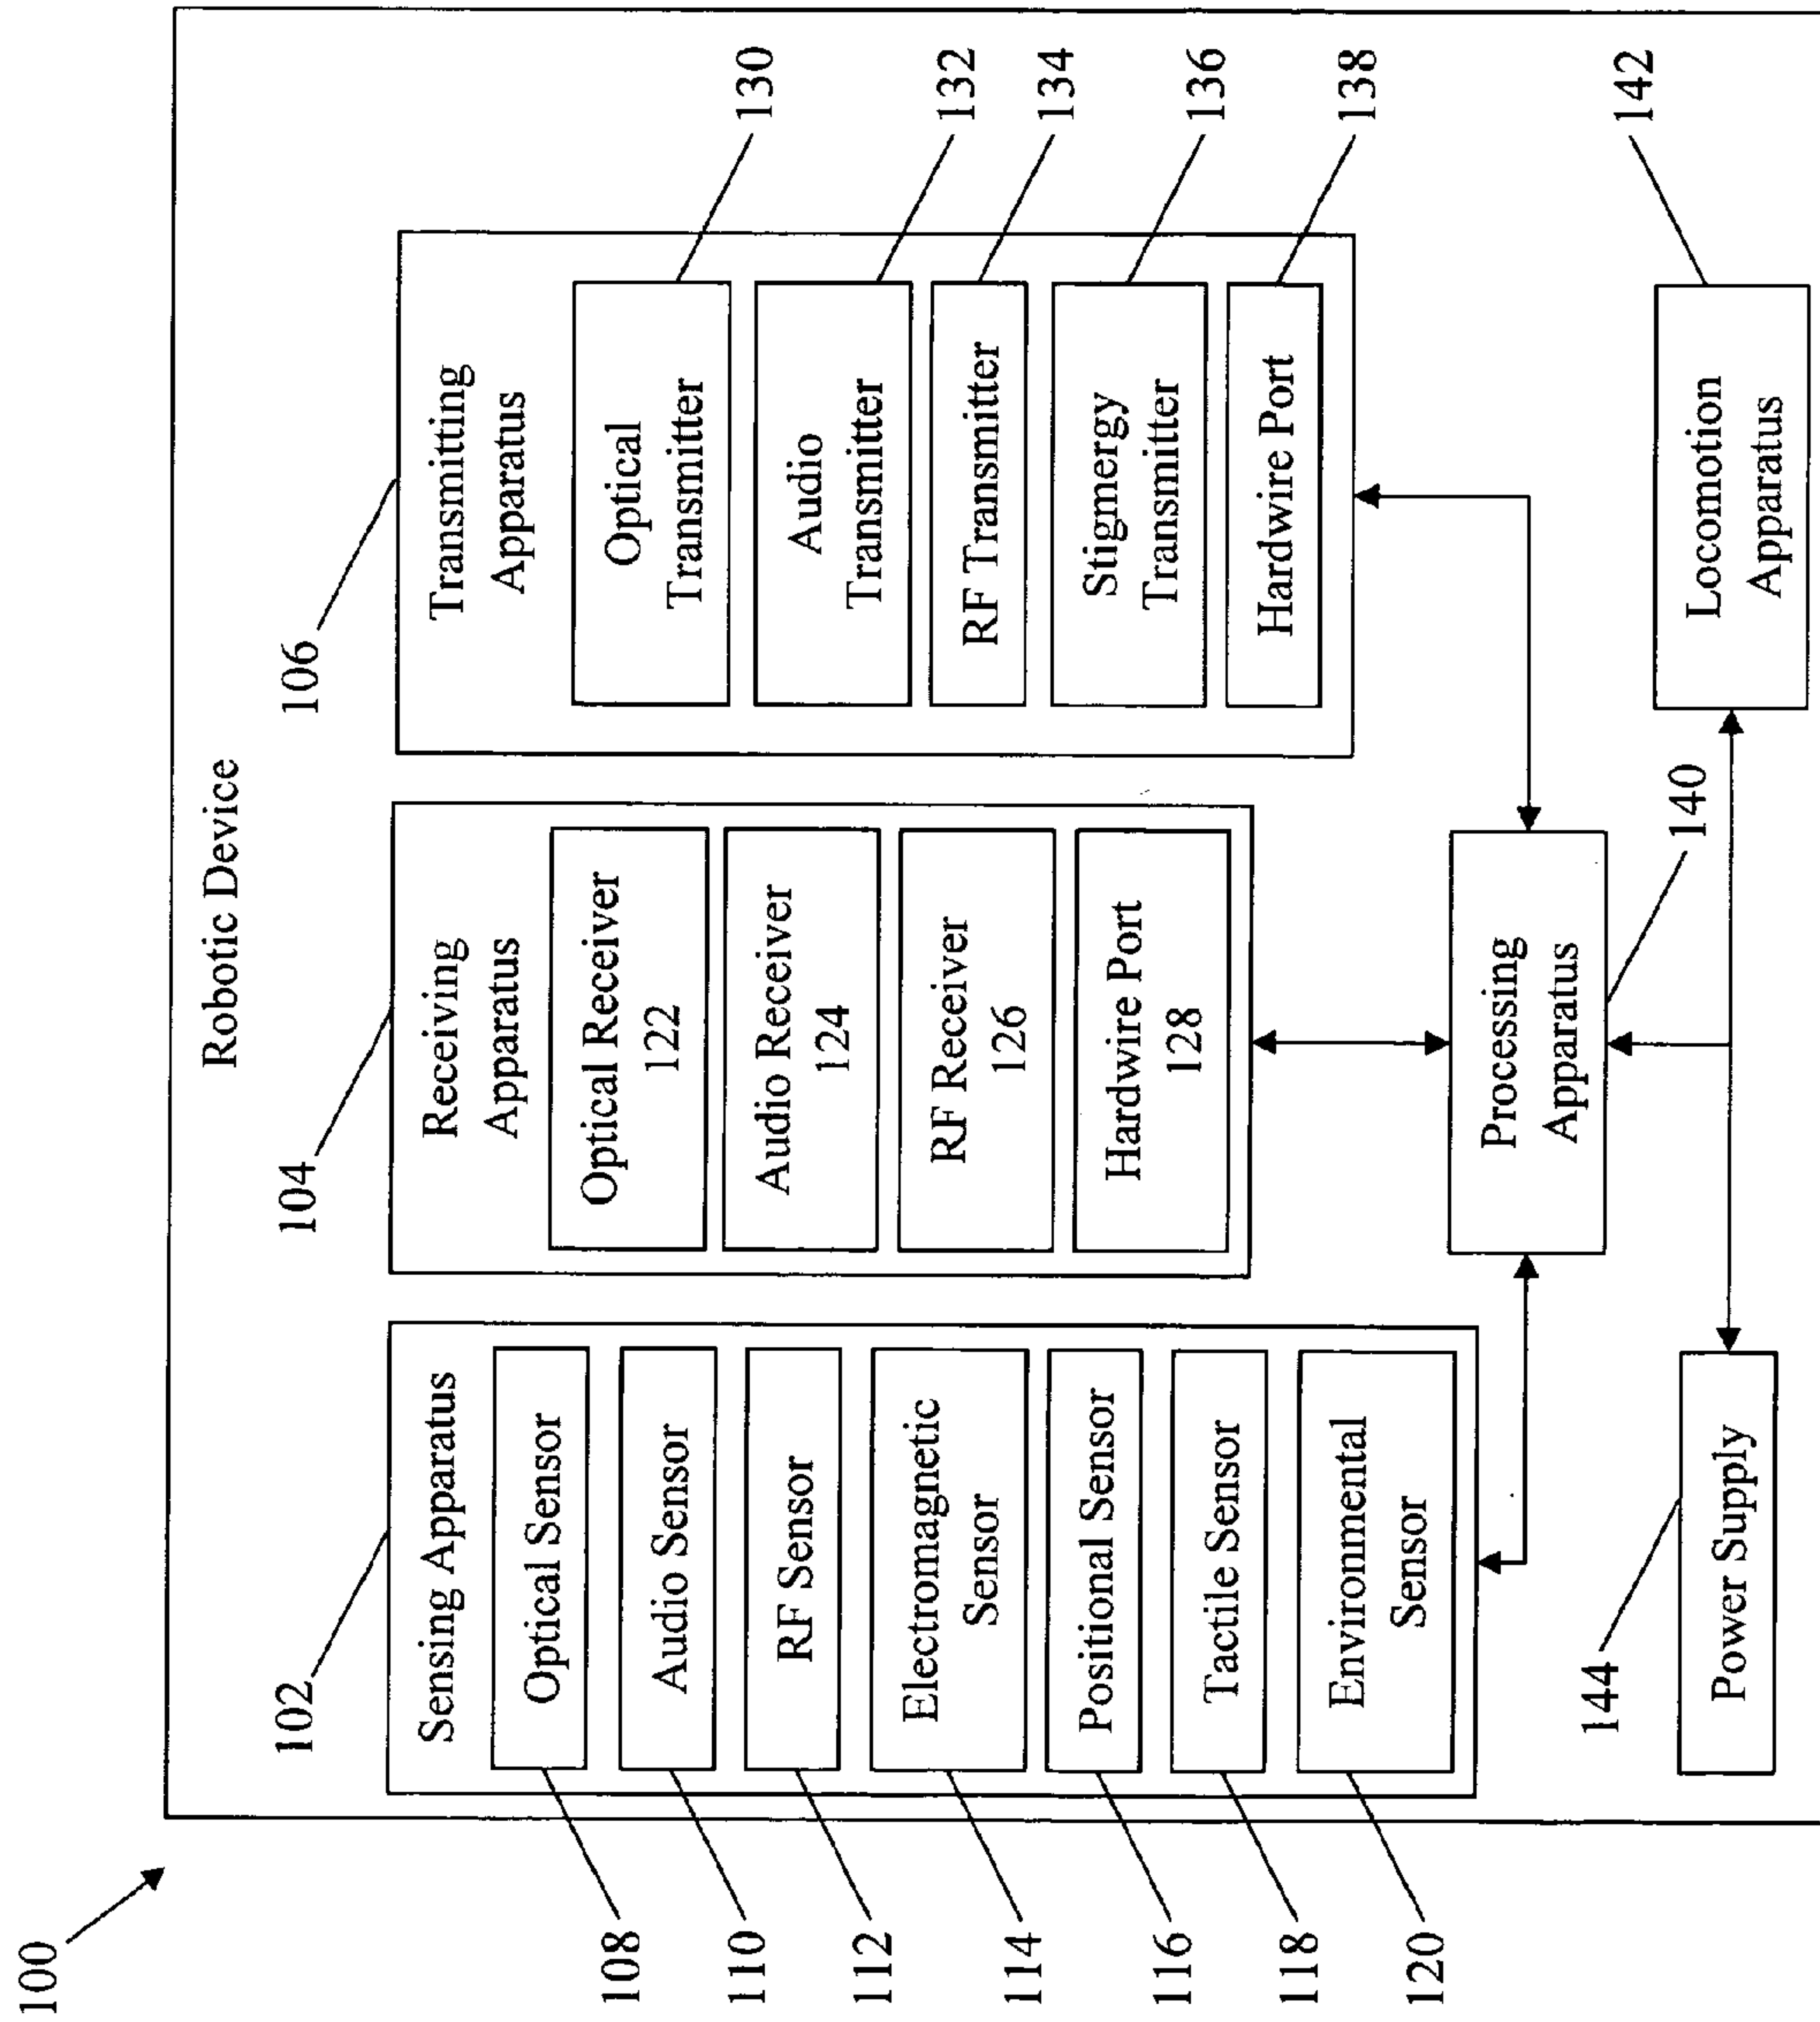 100
Robotic Device
102
104
106
Sensing Apparatus
Optical Sensor
Audio Sensor
RF Sensor
Electromagnetic
Sensor
Positional Sensor
Tactile Sensor
Environmental
Sensor
108
110
112
114
116
118
120
Receiving
Apparatus
Optical Receiver
122
Audio Receiver
124
RF Receiver
126
Hardwire Port
128
Transmitting
Apparatus
Optical
Transmitter
Audio
Transmitter
RF Transmitter
Stigmergy
Transmitter
Hardwire Port
130
132
134
136
138
Processing
Apparatus
140
144
Power Supply
Locomotion
Apparatus
142